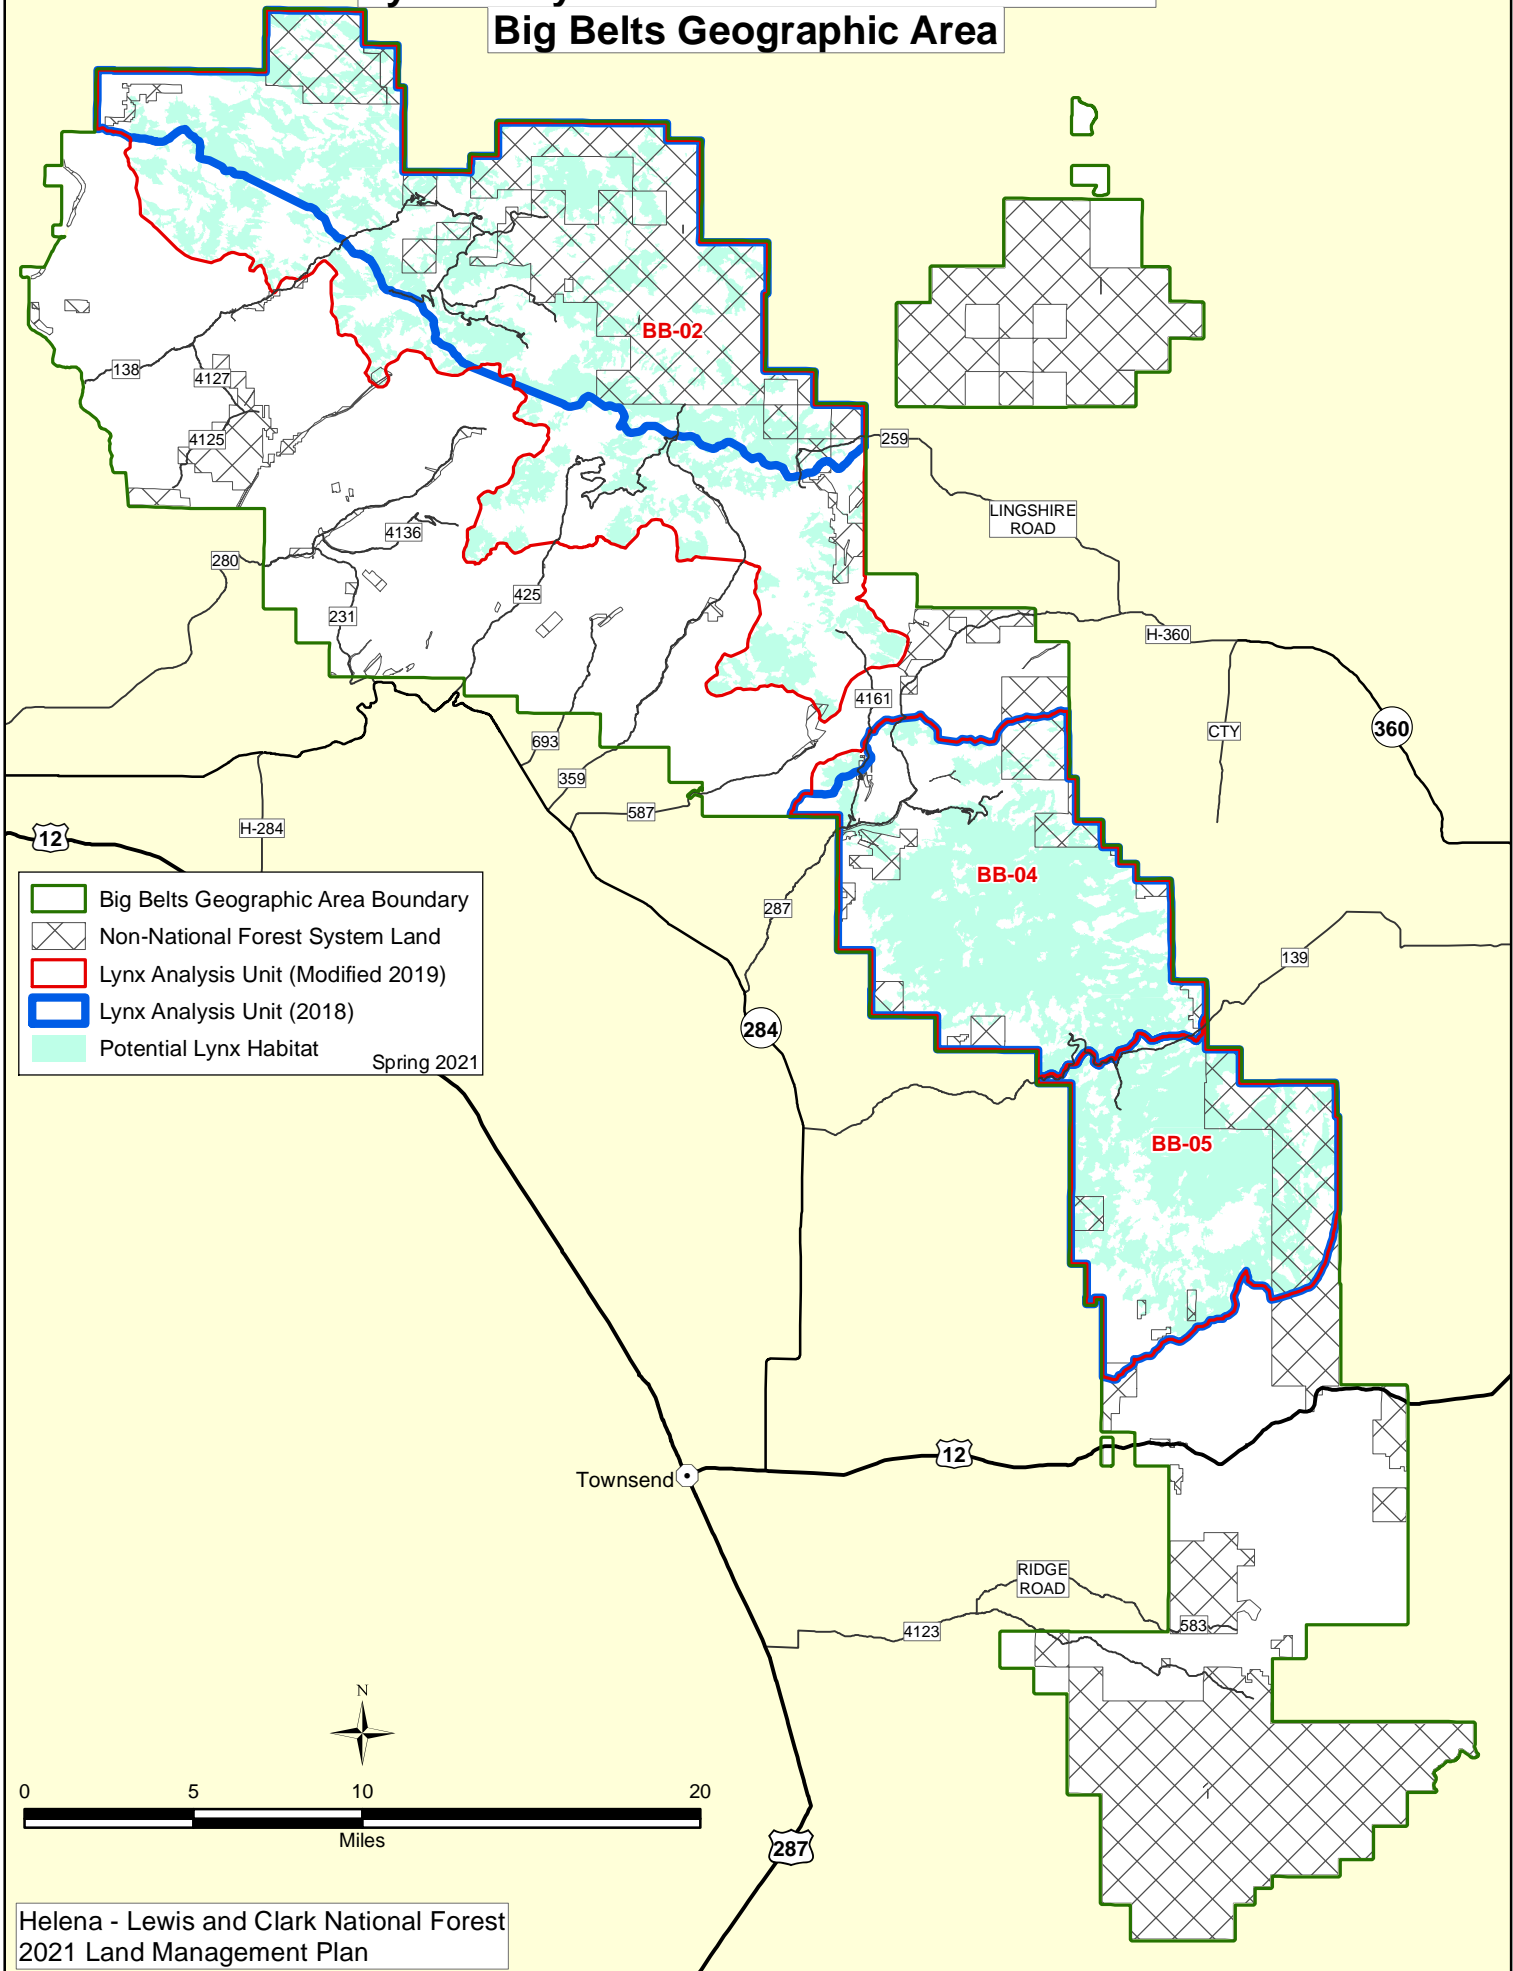 Big Belts Geographic Area
BB-02
138
4127
4125
259
LINGSHIRE
ROAD
4136
280
425
231
H-360
4161
CTY
360
693
359
587
H-284
12
BB-04
287
139
284
Big Belts Geographic Area Boundary
Non-National Forest System Land
Lynx Analysis Unit (Modified 2019)
Lynx Analysis Unit (2018)
Potential Lynx Habitat
Spring 2021
BB-05
12
Townsend
RIDGE
ROAD
583
4123
N
0 5 10 20
Miles
287
Helena - Lewis and Clark National Forest
2021 Land Management Plan